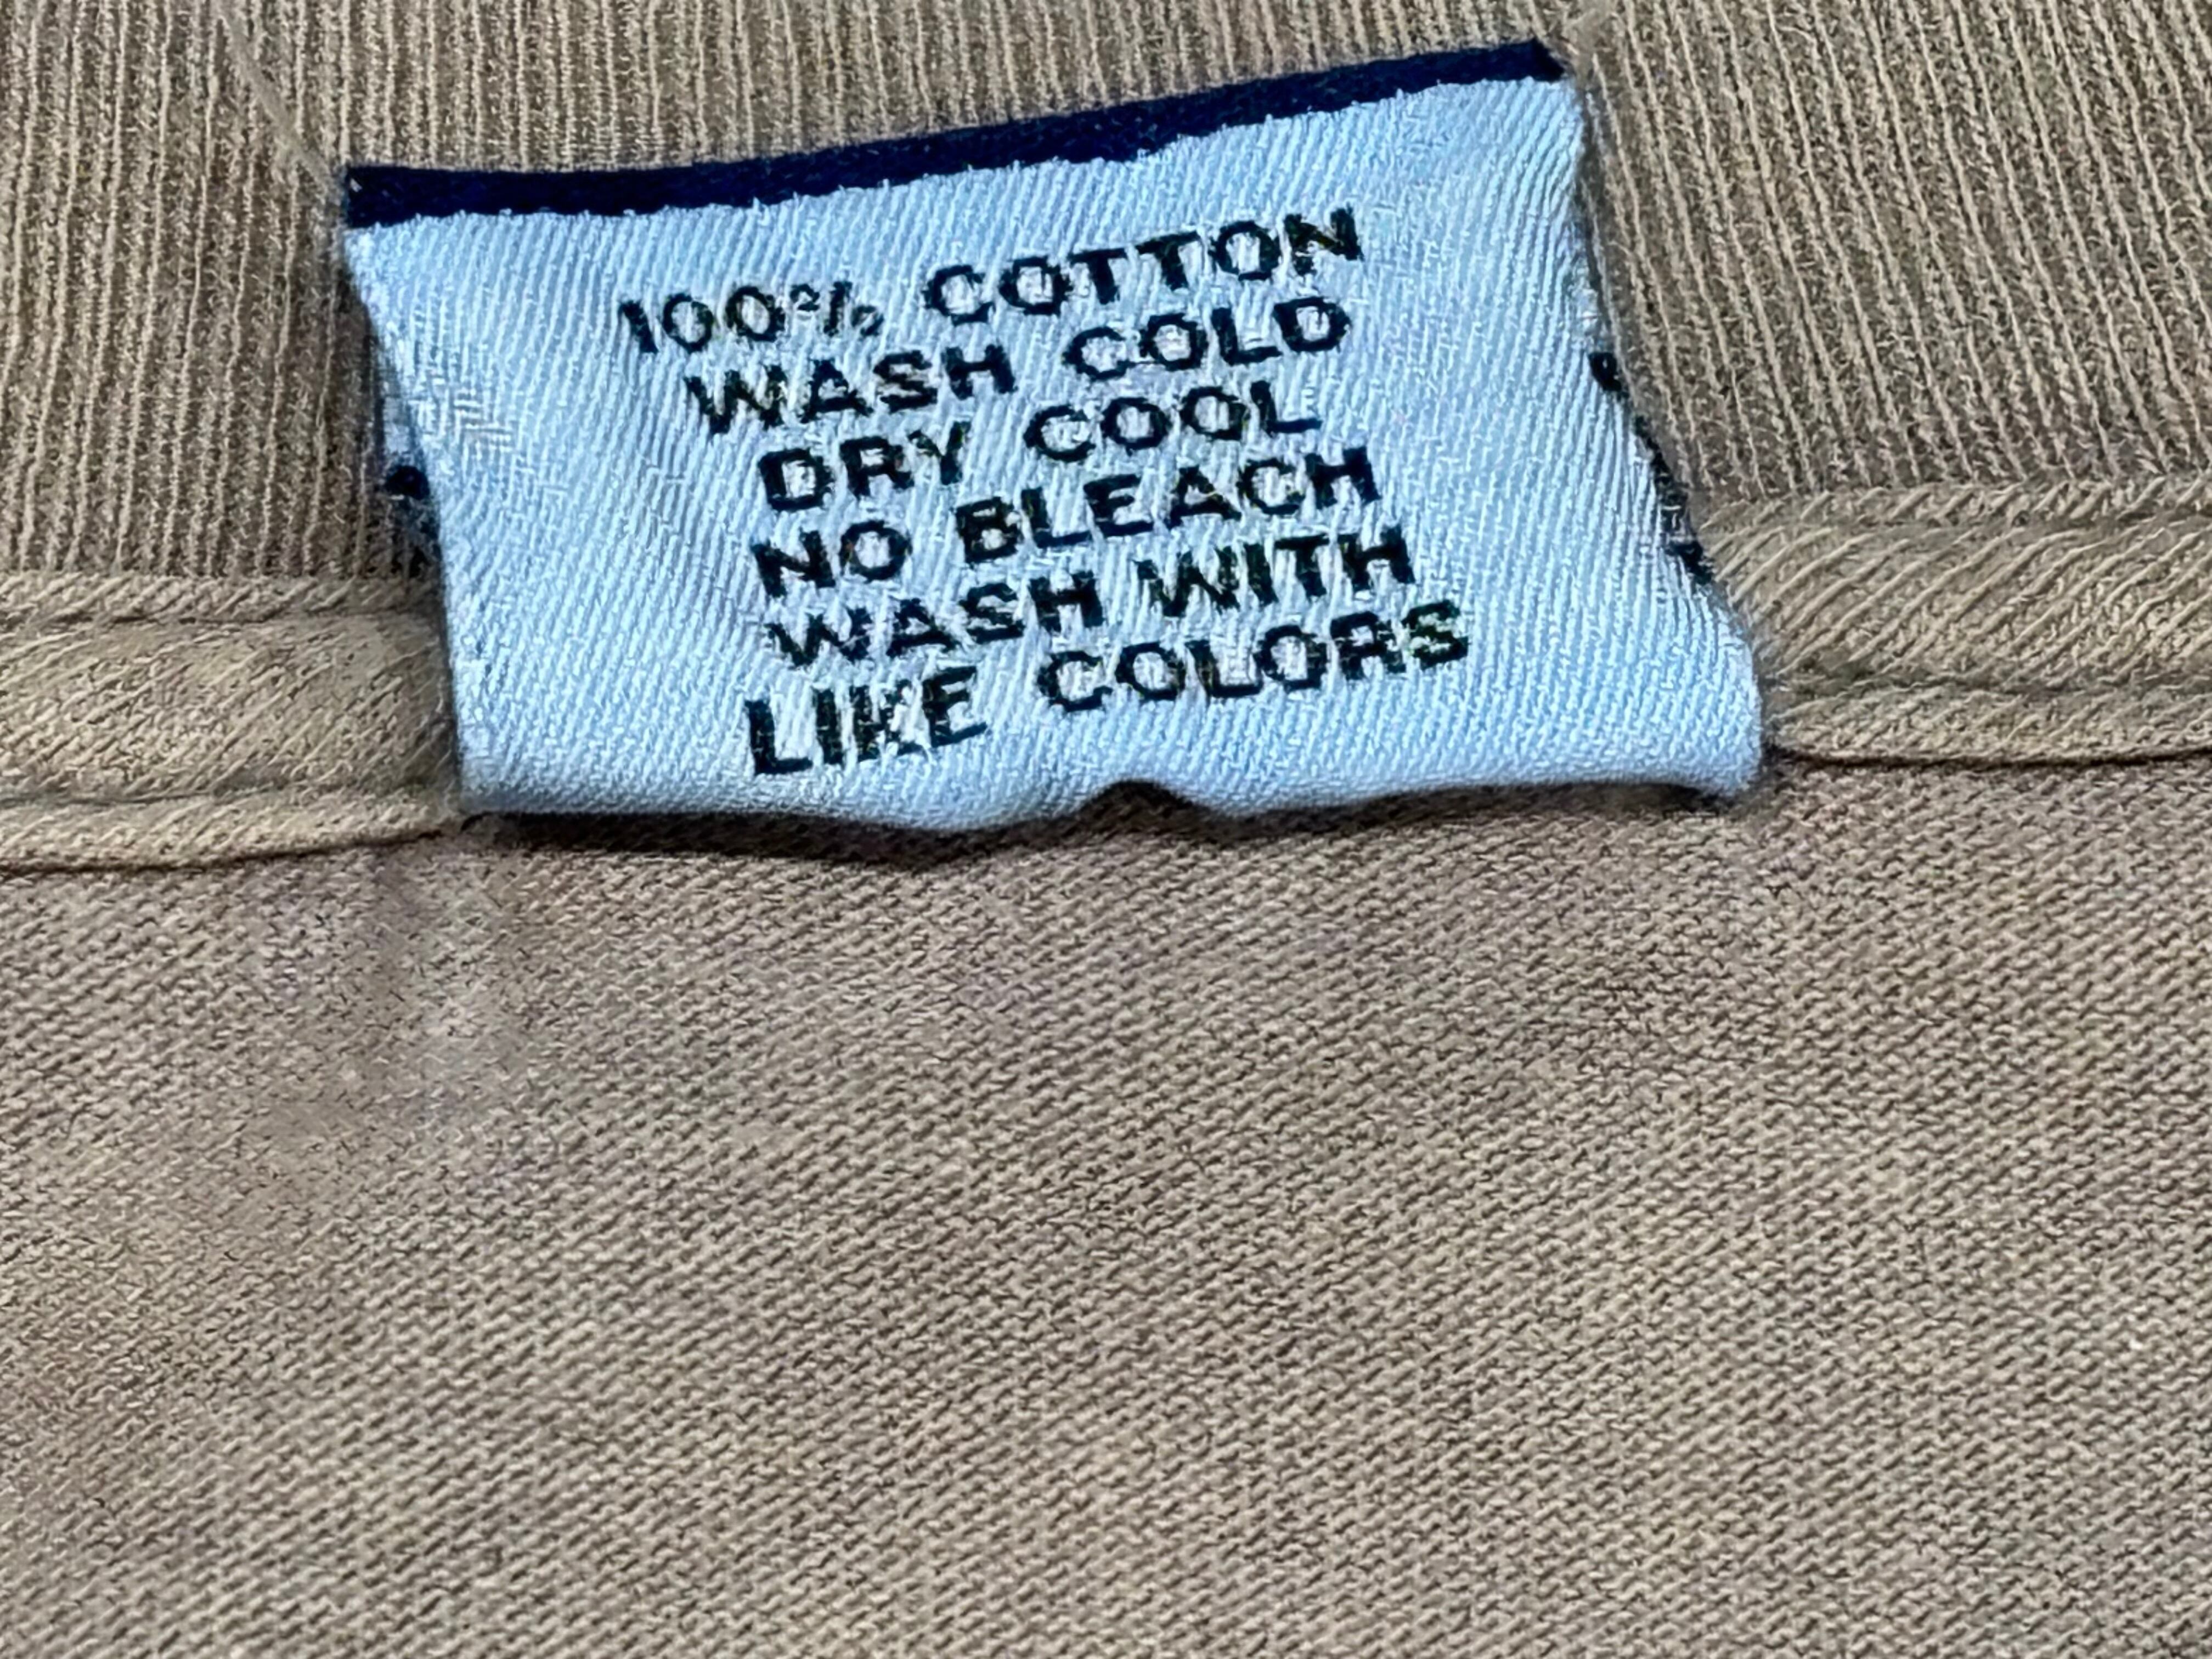 100% COTTON
WASH COLD
DRY COOL
NO BLEACH
WASH WITH
LIKE COLORS